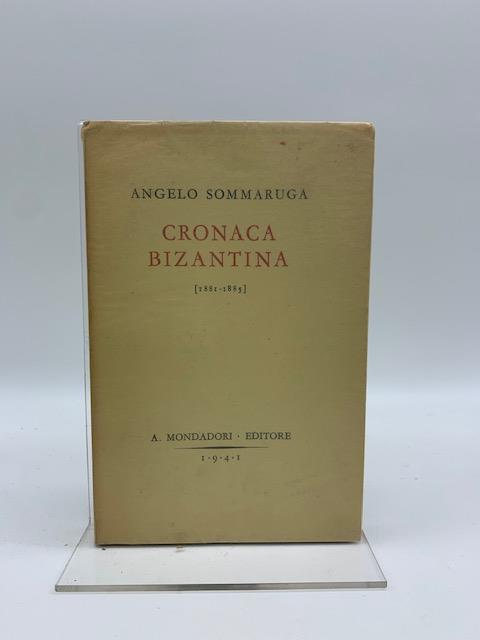 ANGELO SOMMARUGA
CRONACA
BIZANTINA
[1881-1885]
A. MONDADORI · EDITORE
1·9·4·1